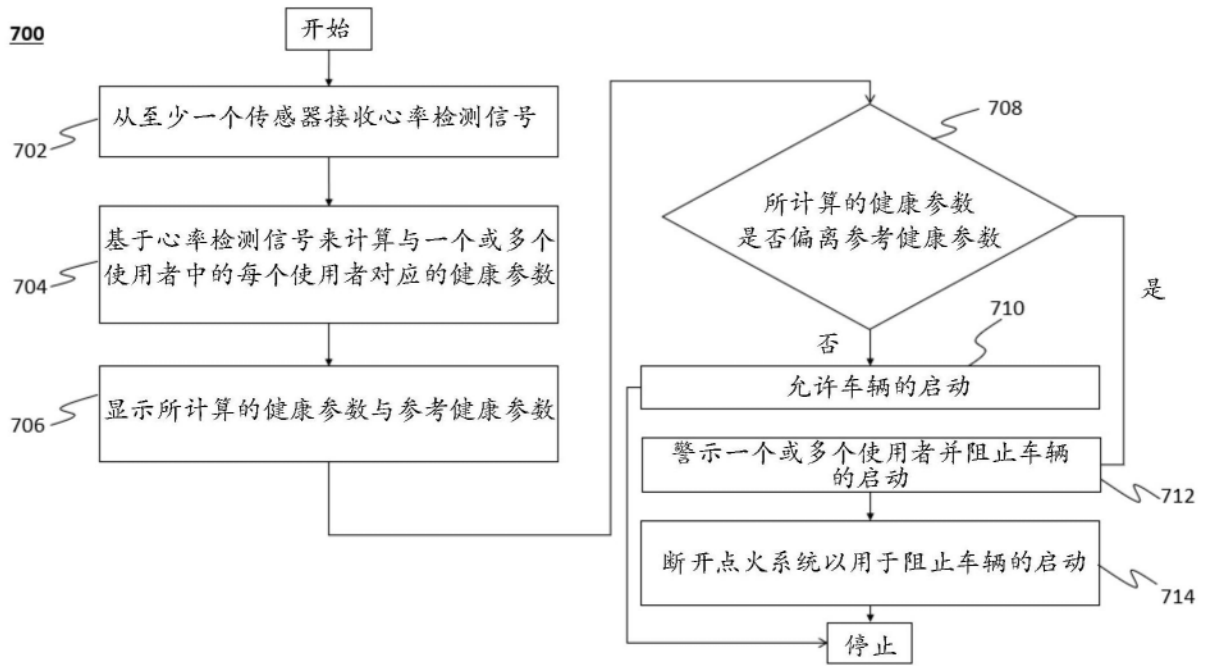 700
开始
从至少一个传感器接收心率检测信号
702
基于心率检测信号来计算与一个或多个
使用者中的每个使用者对应的健康参数
704
显示所计算的健康参数与参考健康参数
706
708
所计算的健康参数
是否偏离参考健康参数
是
否
710
允许车辆的启动
警示一个或多个使用者并阻止车辆
的启动
712
断开点火系统以用于阻止车辆的启动
714
停止